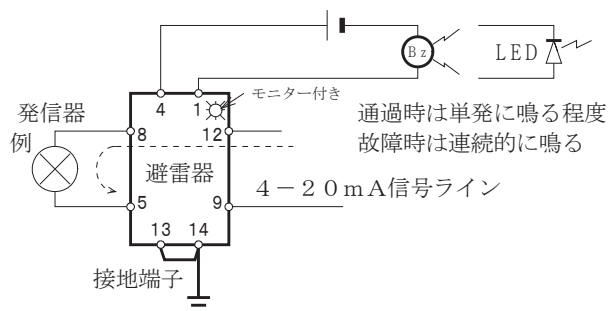 Bz
LED
4
1
モニター付き
通過時は単発に鳴る程度
故障時は連続的に鳴る
発信器
例
8
12
避雷器
4－20mA信号ライン
5
9
13 14
接地端子